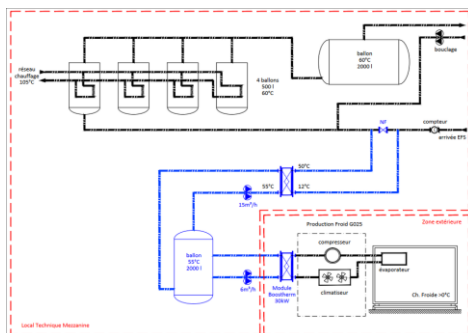 réseau
chauffage
105°C
4 ballons
500 l
60°C
ballon
60°C
2000 l
bouclage
NF
compteur
arrivée EFS
50°C
55°C
12°C
15m³/h
ballon
55°C
2000 l
6m³/h
Module
Boostherm
30kW
Production Froid G025
compresseur
climatiseur
évaporateur
Zone extérieure
Ch. Froide >0°C
Local Technique Mezzanine